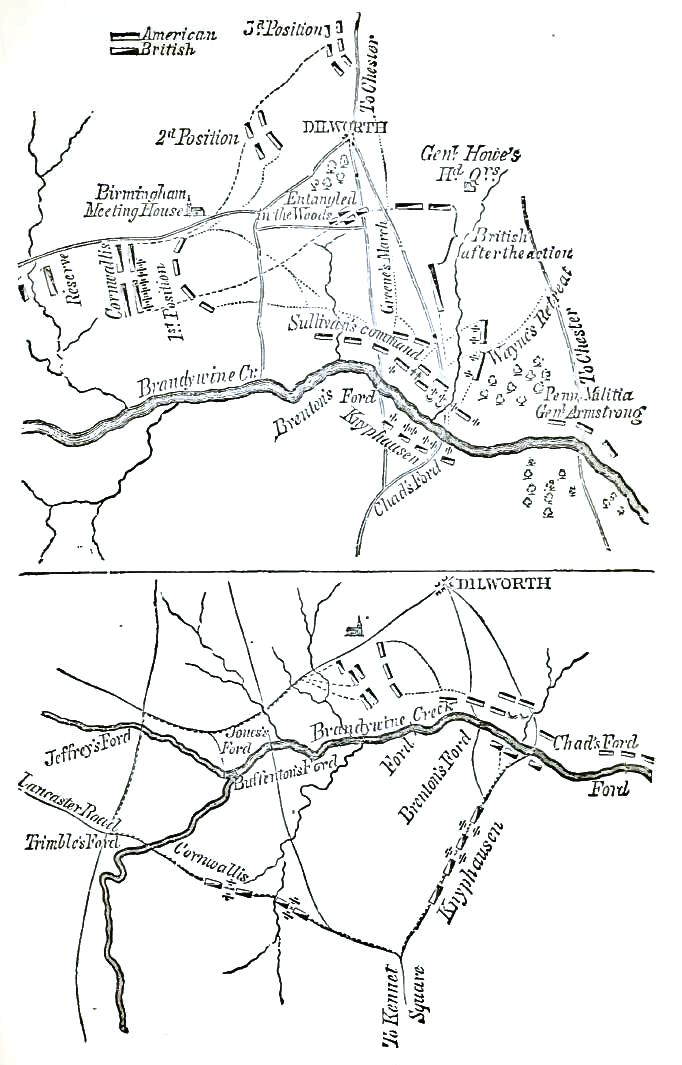 American
British
3d Position
To Chester
2d Position
DILWORTH
Genl. Howe's
Hd. Qrs.
Birmingham
Meeting House
Entangled
in the Woods
British
after the action
Reserve
Cornwallis
1st Position
Greene's March
Sullivan's command
Wayne's Retreat
To Chester
Brandywine Cr.
Brenton's Ford
Knyphausen
Penn. Militia
Genl. Armstrong
Chad's Ford
DILWORTH
Jeffrey's Ford
Jones's
Ford
Brandywine Creek
Buffenton's Ford
Ford
Brenton's Ford
Chad's Ford
Ford
Lancaster Road
Trimble's Ford
Cornwallis
Knyphausen
To Kennet
Square